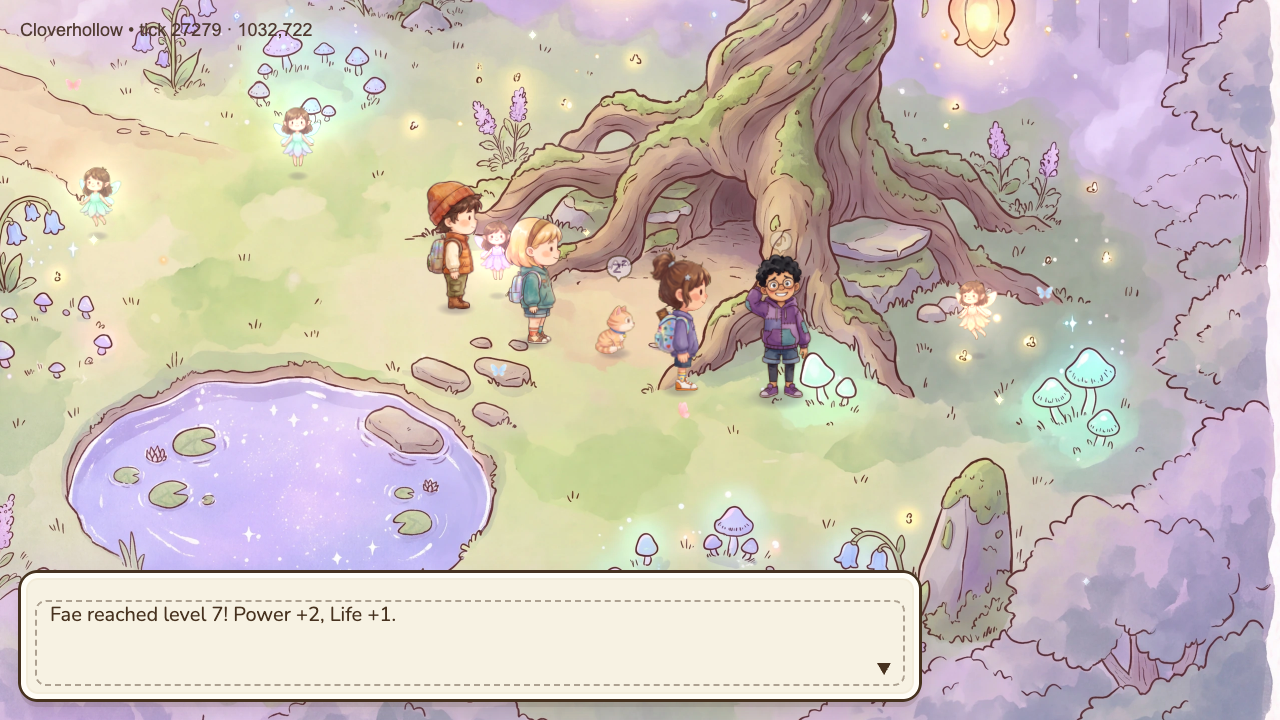 Cloverhollow • tick 27279 · 1032,722
Fae reached level 7! Power +2, Life +1.